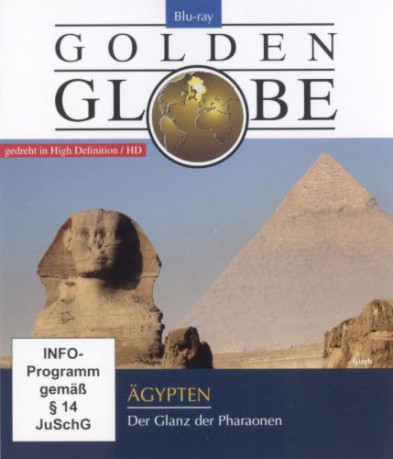 Blu-ray
GOLDEN
GLOBE
gedreht in High Definition / HD
Gizeh
INFO-
Programm
gemäß
§ 14
JuSchG
ÄGYPTEN
Der Glanz der Pharaonen